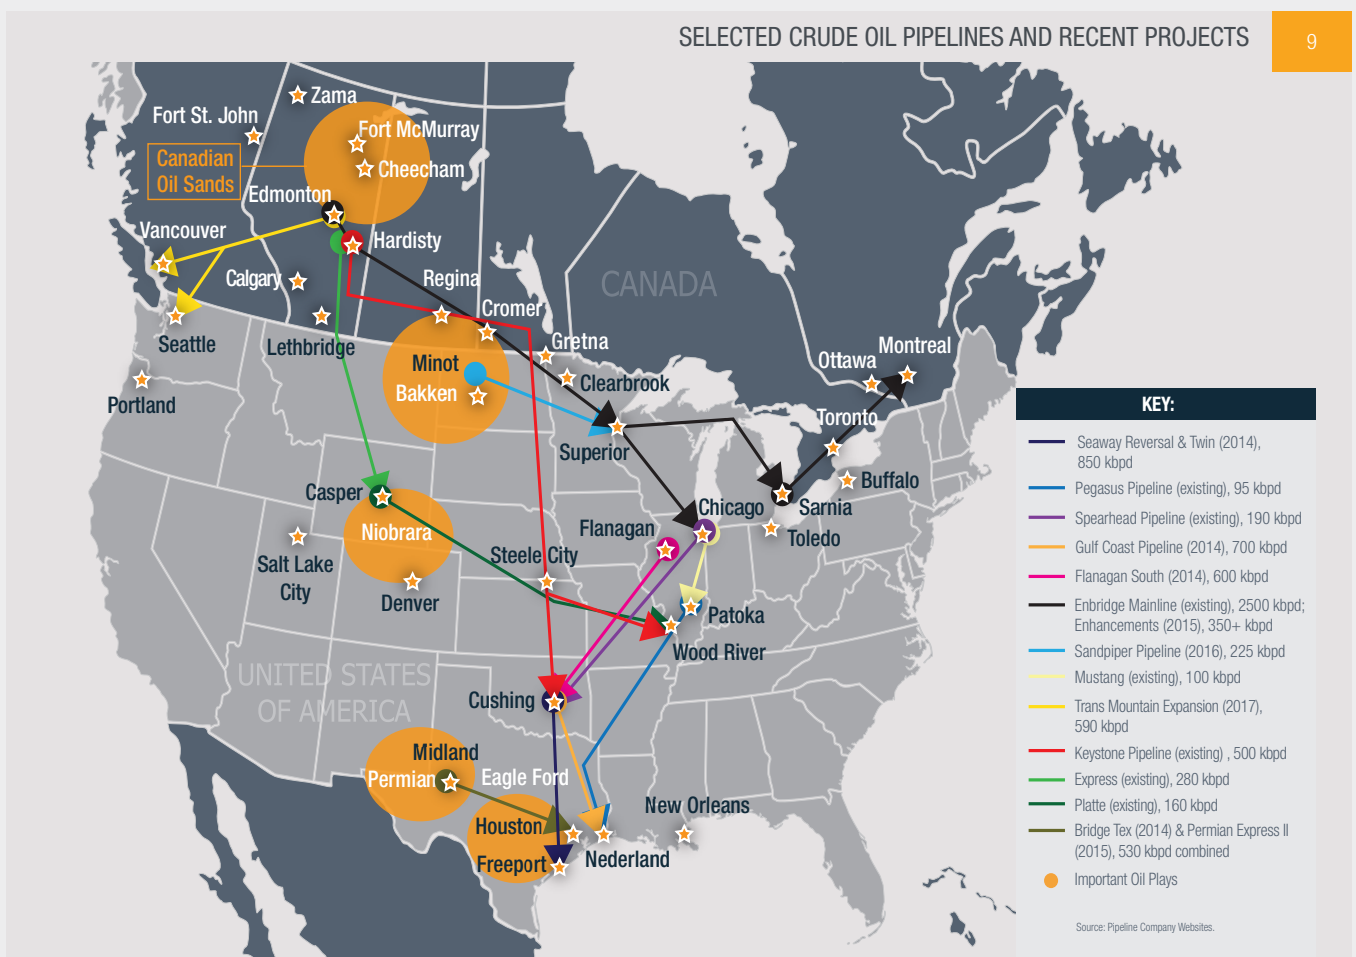 SELECTED CRUDE OIL PIPELINES AND RECENT PROJECTS
9
Zama
Fort St. John
Fort McMurray
Canadian
Oil Sands
Cheecham
Edmonton
Vancouver
Hardisty
Calgary
Regina
CANADA
Cromer
Seattle
Lethbridge
Gretna
Minot
Bakken
Clearbrook
Ottawa
Montreal
Portland
Toronto
Superior
Buffalo
Casper
Chicago
Sarnia
Niobrara
Flanagan
Toledo
Salt Lake
City
Steele City
Denver
Patoka
Wood River
UNITED STATES
OF AMERICA
Cushing
Midland
Permian
Eagle Ford
New Orleans
Houston
Freeport
Nederland
KEY:
Seaway Reversal & Twin (2014),
850 kbpd
Pegasus Pipeline (existing), 95 kbpd
Spearhead Pipeline (existing), 190 kbpd
Gulf Coast Pipeline (2014), 700 kbpd
Flanagan South (2014), 600 kbpd
Enbridge Mainline (existing), 2500 kbpd;
Enhancements (2015), 350+ kbpd
Sandpiper Pipeline (2016), 225 kbpd
Mustang (existing), 100 kbpd
Trans Mountain Expansion (2017),
590 kbpd
Keystone Pipeline (existing) , 500 kbpd
Express (existing), 280 kbpd
Platte (existing), 160 kbpd
Bridge Tex (2014) & Permian Express II
(2015), 530 kbpd combined
Important Oil Plays
Source: Pipeline Company Websites.